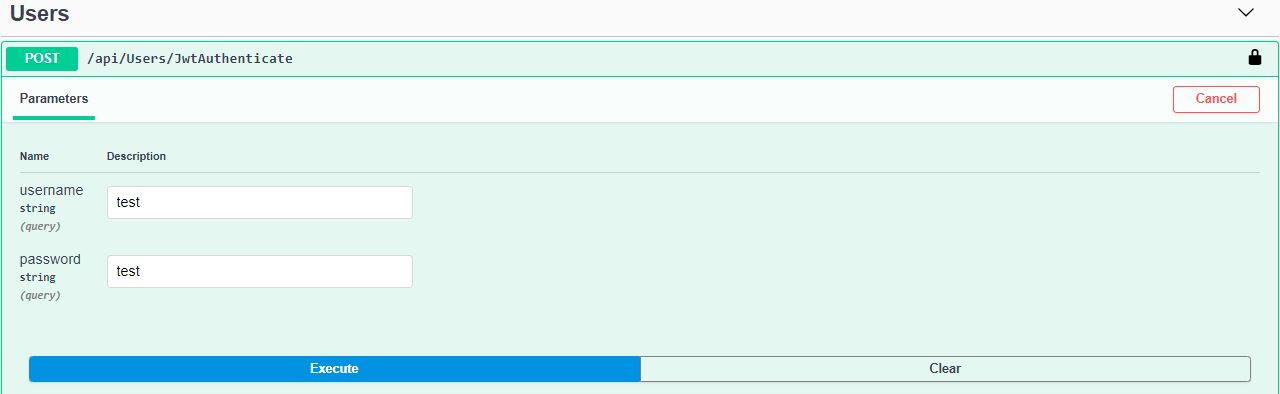 Users
POST /api/Users/JwtAuthenticate
Parameters Cancel
Name Description
username test
string
(query)
password test
string
(query)
Execute Clear